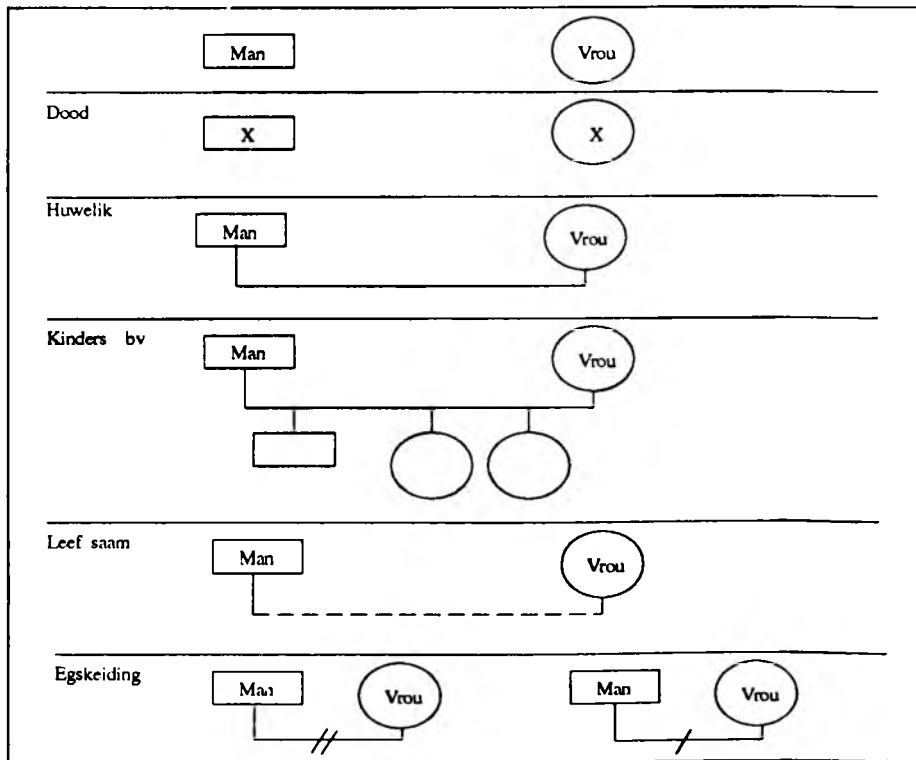 Man Vrou
Dood
X X
Huwelik
Man Vrou
Kinders bv
Man Vrou
Leef saam
Man Vrou
Egskeiding
Man Vrou Man Vrou